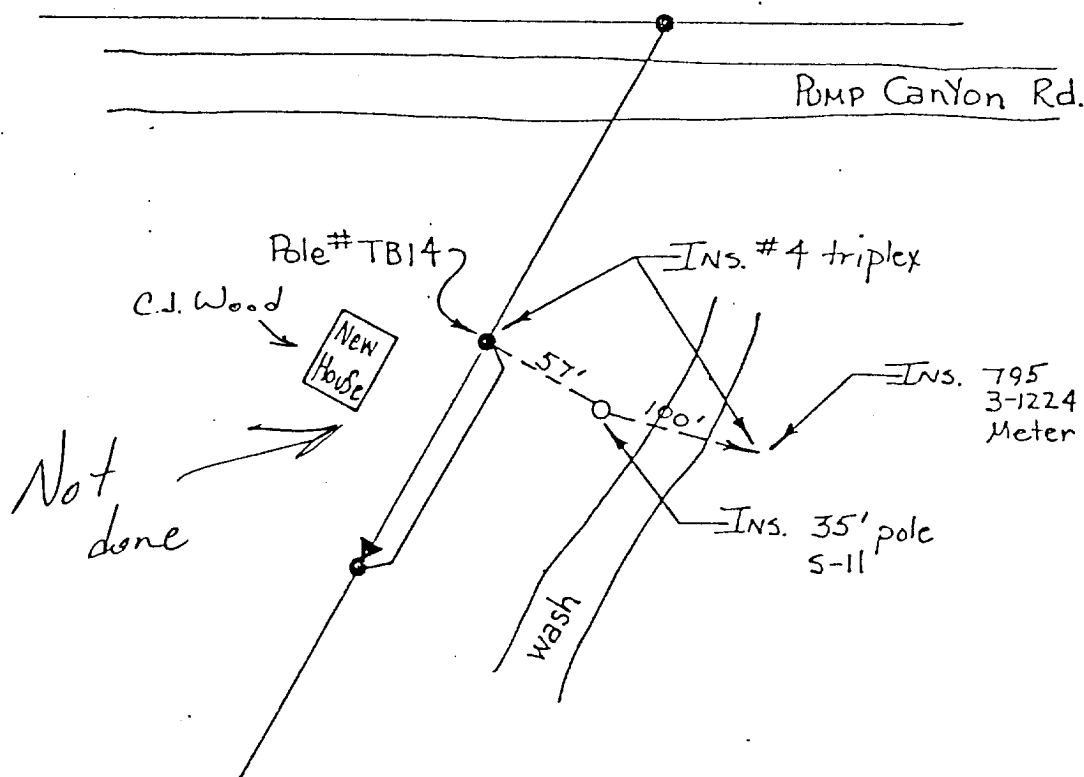 Pump Canyon Rd.
Pole # TB14
Ins. #4 triplex
C.J. Wood
New
House
57'
100'
Ins. 795
3-1224
Meter
Not
done
Ins. 35' pole
S-11
wash